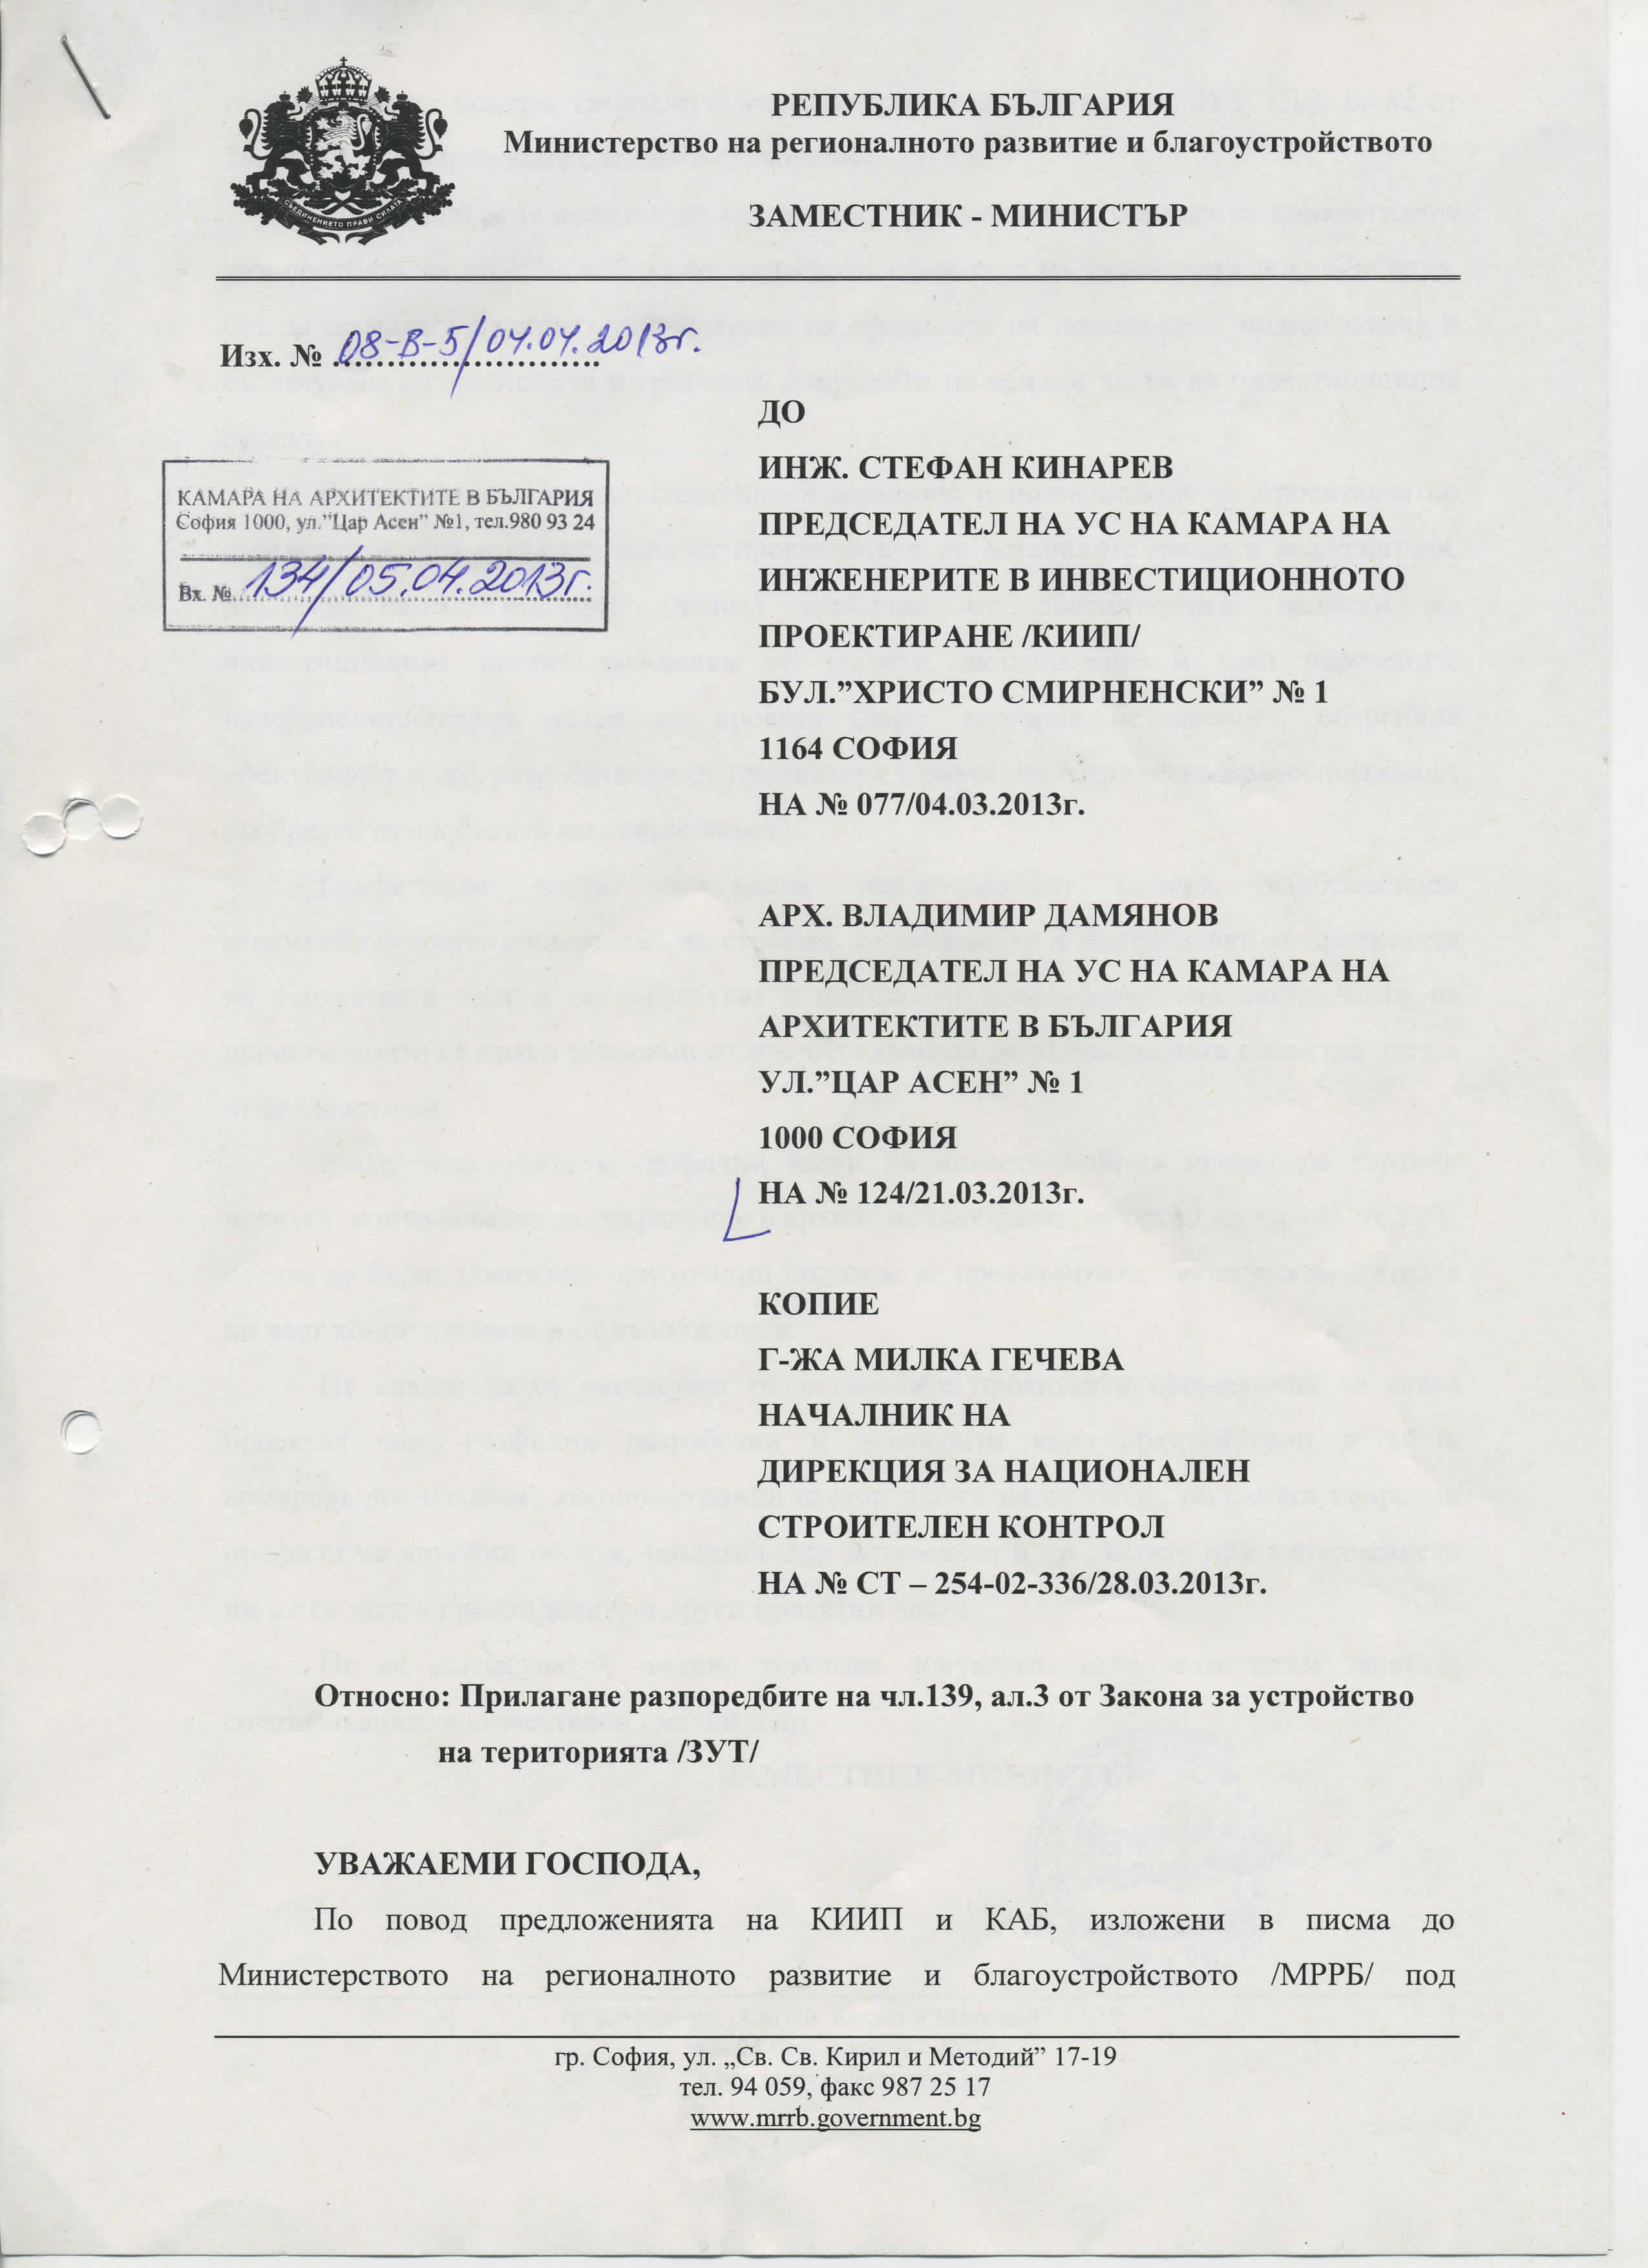 РЕПУБЛИКА БЪЛГАРИЯ
Министерство на регионалното развитие и благоустройството
ЗАМЕСТНИК - МИНИСТЪР
СЪЕДИНЕНИЕТО ПРАВИ СИЛАТА
Изх. № 08-В-5/04.04.2013г.
КАМАРА НА АРХИТЕКТИТЕ В БЪЛГАРИЯ
София 1000, ул."Цар Асен" №1, тел.980 93 24
Вх. №. 134/05.04.2013г.
ДО
ИНЖ. СТЕФАН КИНАРЕВ
ПРЕДСЕДАТЕЛ НА УС НА КАМАРА НА
ИНЖЕНЕРИТЕ В ИНВЕСТИЦИОННОТО
ПРОЕКТИРАНЕ /КИИП/
БУЛ.”ХРИСТО СМИРНЕНСКИ” № 1
1164 СОФИЯ
НА № 077/04.03.2013г.
АРХ. ВЛАДИМИР ДАМЯНОВ
ПРЕДСЕДАТЕЛ НА УС НА КАМАРА НА
АРХИТЕКТИТЕ В БЪЛГАРИЯ
УЛ.”ЦАР АСЕН” № 1
1000 СОФИЯ
НА № 124/21.03.2013г.
КОПИЕ
Г-ЖА МИЛКА ГЕЧЕВА
НАЧАЛНИК НА
ДИРЕКЦИЯ ЗА НАЦИОНАЛЕН
СТРОИТЕЛЕН КОНТРОЛ
НА № СТ – 254-02-336/28.03.2013г.
Относно: Прилагане разпоредбите на чл.139, ал.3 от Закона за устройство
на територията /ЗУТ/
УВАЖАЕМИ ГОСПОДА,
По повод предложенията на КИИП и КАБ, изложени в писма до
Министерството на регионалното развитие и благоустройството /МРРБ/ под
гр. София, ул. „Св. Св. Кирил и Методий” 17-19
тел. 94 059, факс 987 25 17
www.mrrb.government.bg